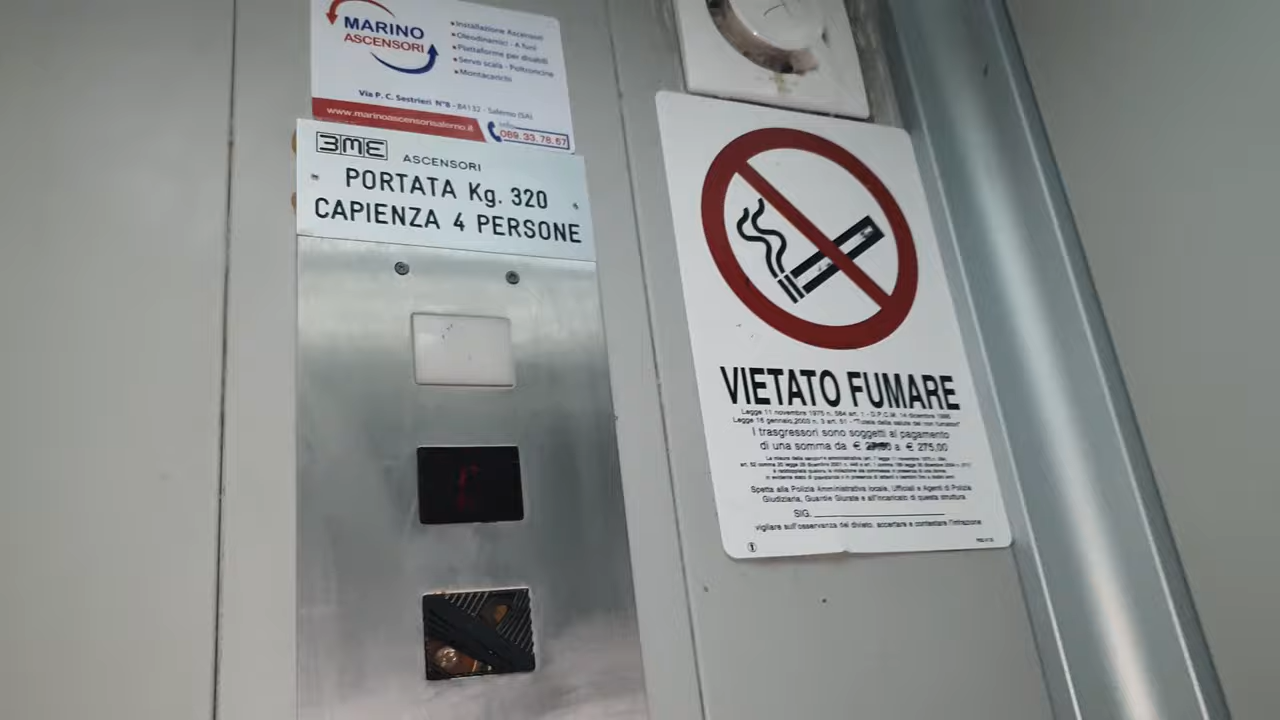 MARINO
ASCENSORI
Installazione Ascensori
Oleodinamici - A funi
Piattaforme per disabili
Servo scala - Poltroncine
Montacarichi
Via P. C. Sestrieri N°8 - 84132 - Salerno (SA)
www.marinoascensorisalerno.it
info
089.33.78.67
BME ASCENSORI
PORTATA Kg. 320
CAPIENZA 4 PERSONE
VIETATO FUMARE
Legge 11 novembre 1975 n. 584 art. 1 - D.P.C.M. 14 dicembre 1995
Legge 16 gennaio 2003 n. 3 art. 51 - "Tutela della salute dei non fumatori"
I trasgressori sono soggetti al pagamento
di una somma da € a € 275,00
Spetta alla Polizia Amministrativa locale, Ufficiali e Agenti di Polizia
Giudiziaria, Guardie Giurate e all'incaricato di questa struttura
SIG.
vigilare sull'osservanza del divieto, accertare e contestare l'infrazione